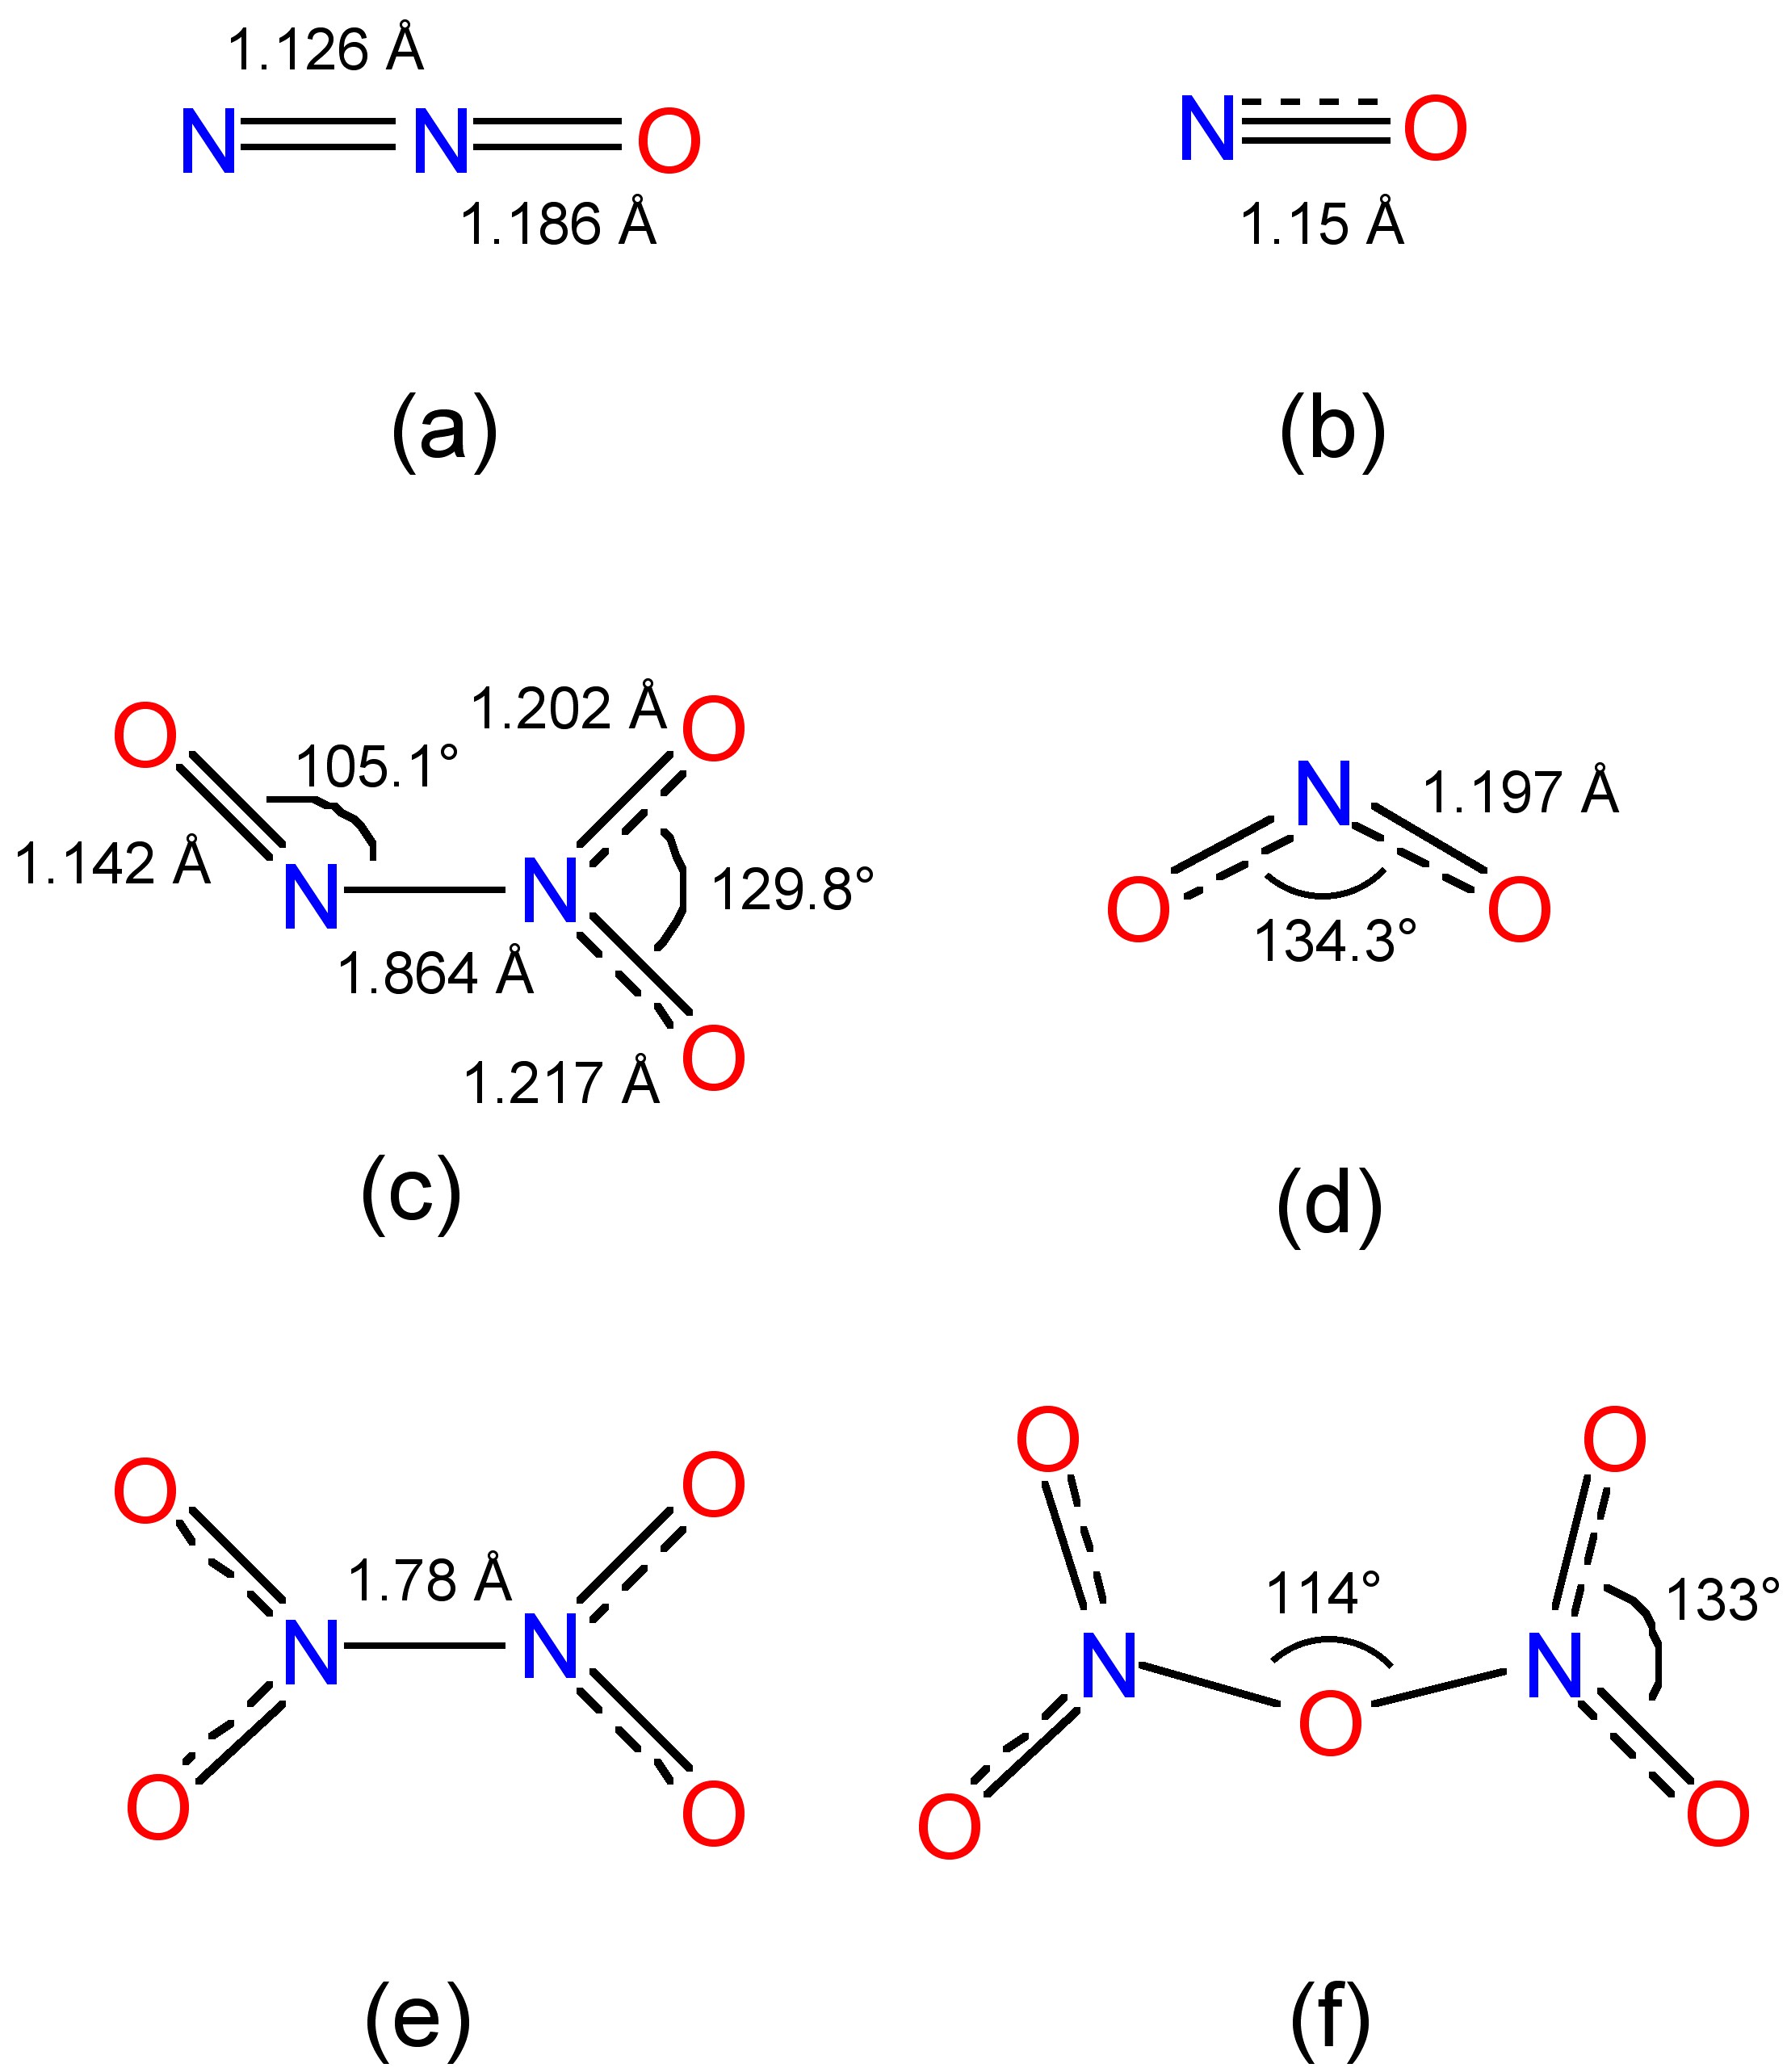 1.126 Å
N N O
1.186 Å
(a)
N O
1.15 Å
(b)
O 105.1° 1.202 Å O
1.142 Å N N 129.8°
1.864 Å
1.217 Å O
(c)
N 1.197 Å
O O
134.3°
(d)
O O
1.78 Å
N N
O O
(e)
O O
114° 133°
N N
O
O O
(f)